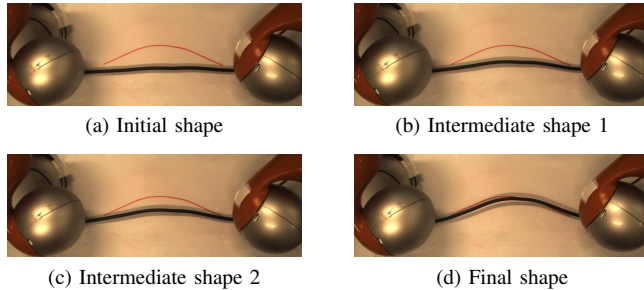 (a) Initial shape
(b) Intermediate shape 1
(c) Intermediate shape 2
(d) Final shape